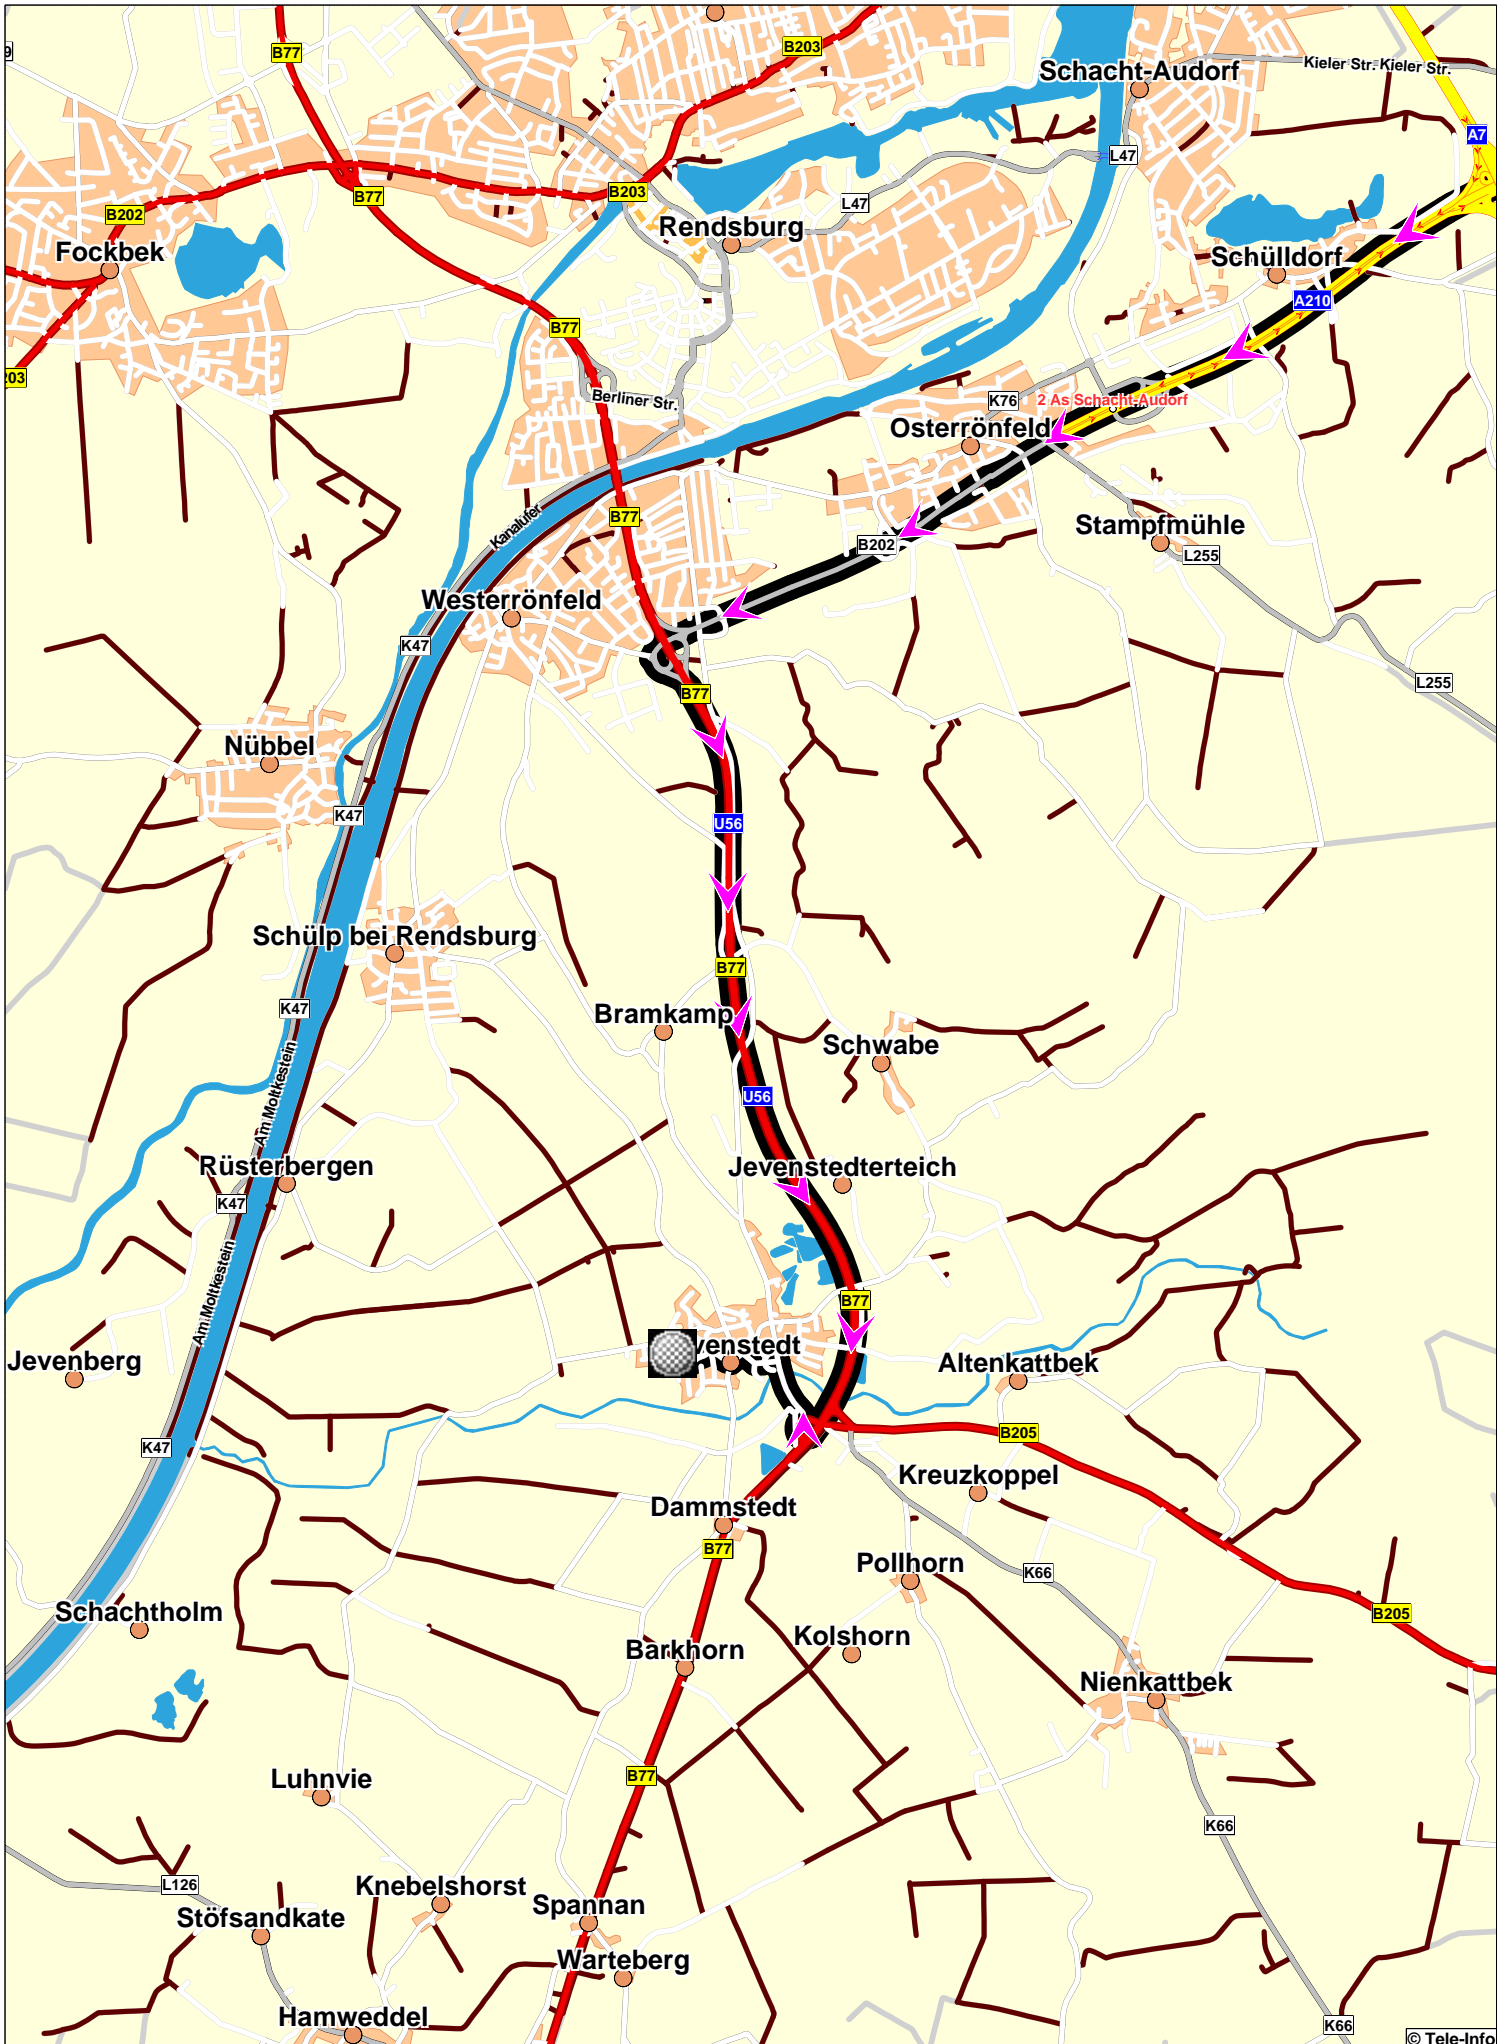 B77
B203
9
Schacht-Audorf
Kieler Str. Kieler Str.
A7
L47
B77
B203
L47
B202
Rendsburg
Fockbek
Schülldorf
A210
B77
203
Berliner Str.
K76
2 As Schacht-Audorf
Osterrönfeld
B77
Kanalufer
Stampfmühle
B202
L255
Westerrönfeld
K47
L255
B77
Nübbel
K47
U56
Schülp bei Rendsburg
B77
K47
Bramkamp
Schwabe
Am Moltkestein
U56
Rüsterbergen
Jevenstedterteich
K47
Am Moltkestein
B77
Jevenberg
venstedt
Altenkattbek
K47
B205
Kreuzkoppel
Dammstedt
B77
Pollhorn
K66
Schachtholm
B205
Barkhorn
Kolshorn
Nienkattbek
B77
Luhnvie
K66
L126
Knebelshorst
Spannan
Stöfsandkate
Warteberg
Hamweddel
K66
© Tele-Info